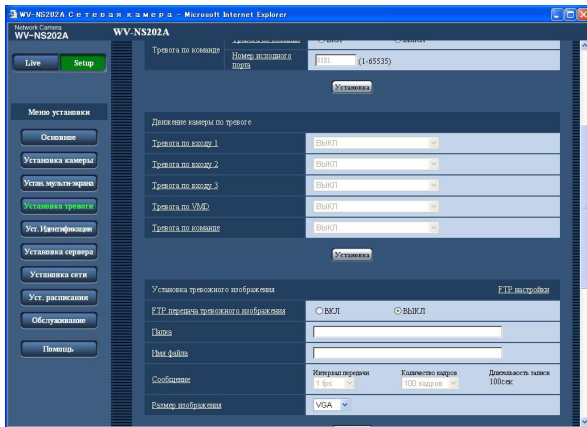 WV-NS202A Сетевая камера - Microsoft Internet Explorer
Network Camera
WV-NS202A
WV-NS202A
Live
Setup
Меню установки
Основное
Установка камеры
Устан. мульти-экрана
Установка тревоги
Уст. Идентификации
Установка сервера
Установка сети
Уст. расписания
Обслуживание
Помощь
Тревога по команде
Номер исходного порта
(1-65535)
Установка
Движение камеры по тревоге
Тревога по входу 1
ВЫКЛ
Тревога по входу 2
ВЫКЛ
Тревога по входу 3
ВЫКЛ
Тревога по VMD
ВЫКЛ
Тревога по команде
ВЫКЛ
Установка
Установка тревожного изображения
FTP настройки
FTP передача тревожного изображения
ВКЛ
ВЫКЛ
Папка
Имя файла
Сообщение
Интервал передачи
1 fps
Количество кадров
100 кадров
Длительность записи
100сек
Размер изображения
VGA